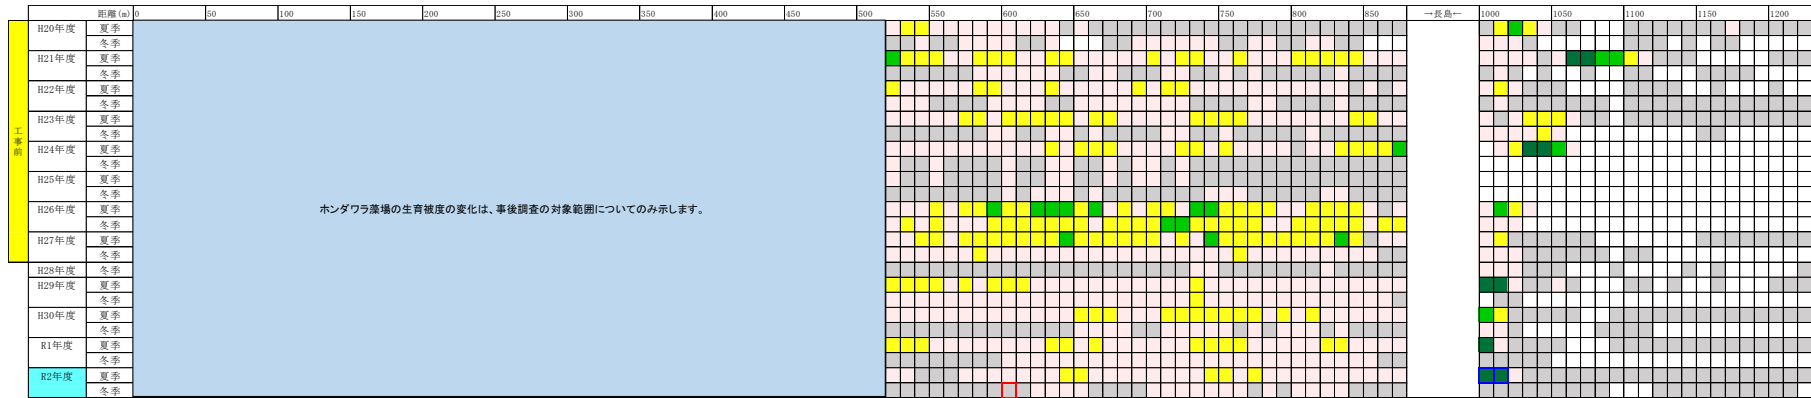 距離(m) 0 50 100 150 200 250 300 350 400 450 500 550 600 650 700 750 800 850 →長島← 1000 1050 1100 1150 1200
工事前
H20年度 夏季
冬季
H21年度 夏季
冬季
H22年度 夏季
冬季
H23年度 夏季
冬季
H24年度 夏季
冬季
H25年度 夏季
冬季
H26年度 夏季
ホンダワラ藻場の生育被度の変化は、事後調査の対象範囲についてのみ示します。
冬季
H27年度 夏季
冬季
H28年度 冬季
H29年度 夏季
冬季
H30年度 夏季
冬季
R1年度 夏季
冬季
R2年度 夏季
冬季